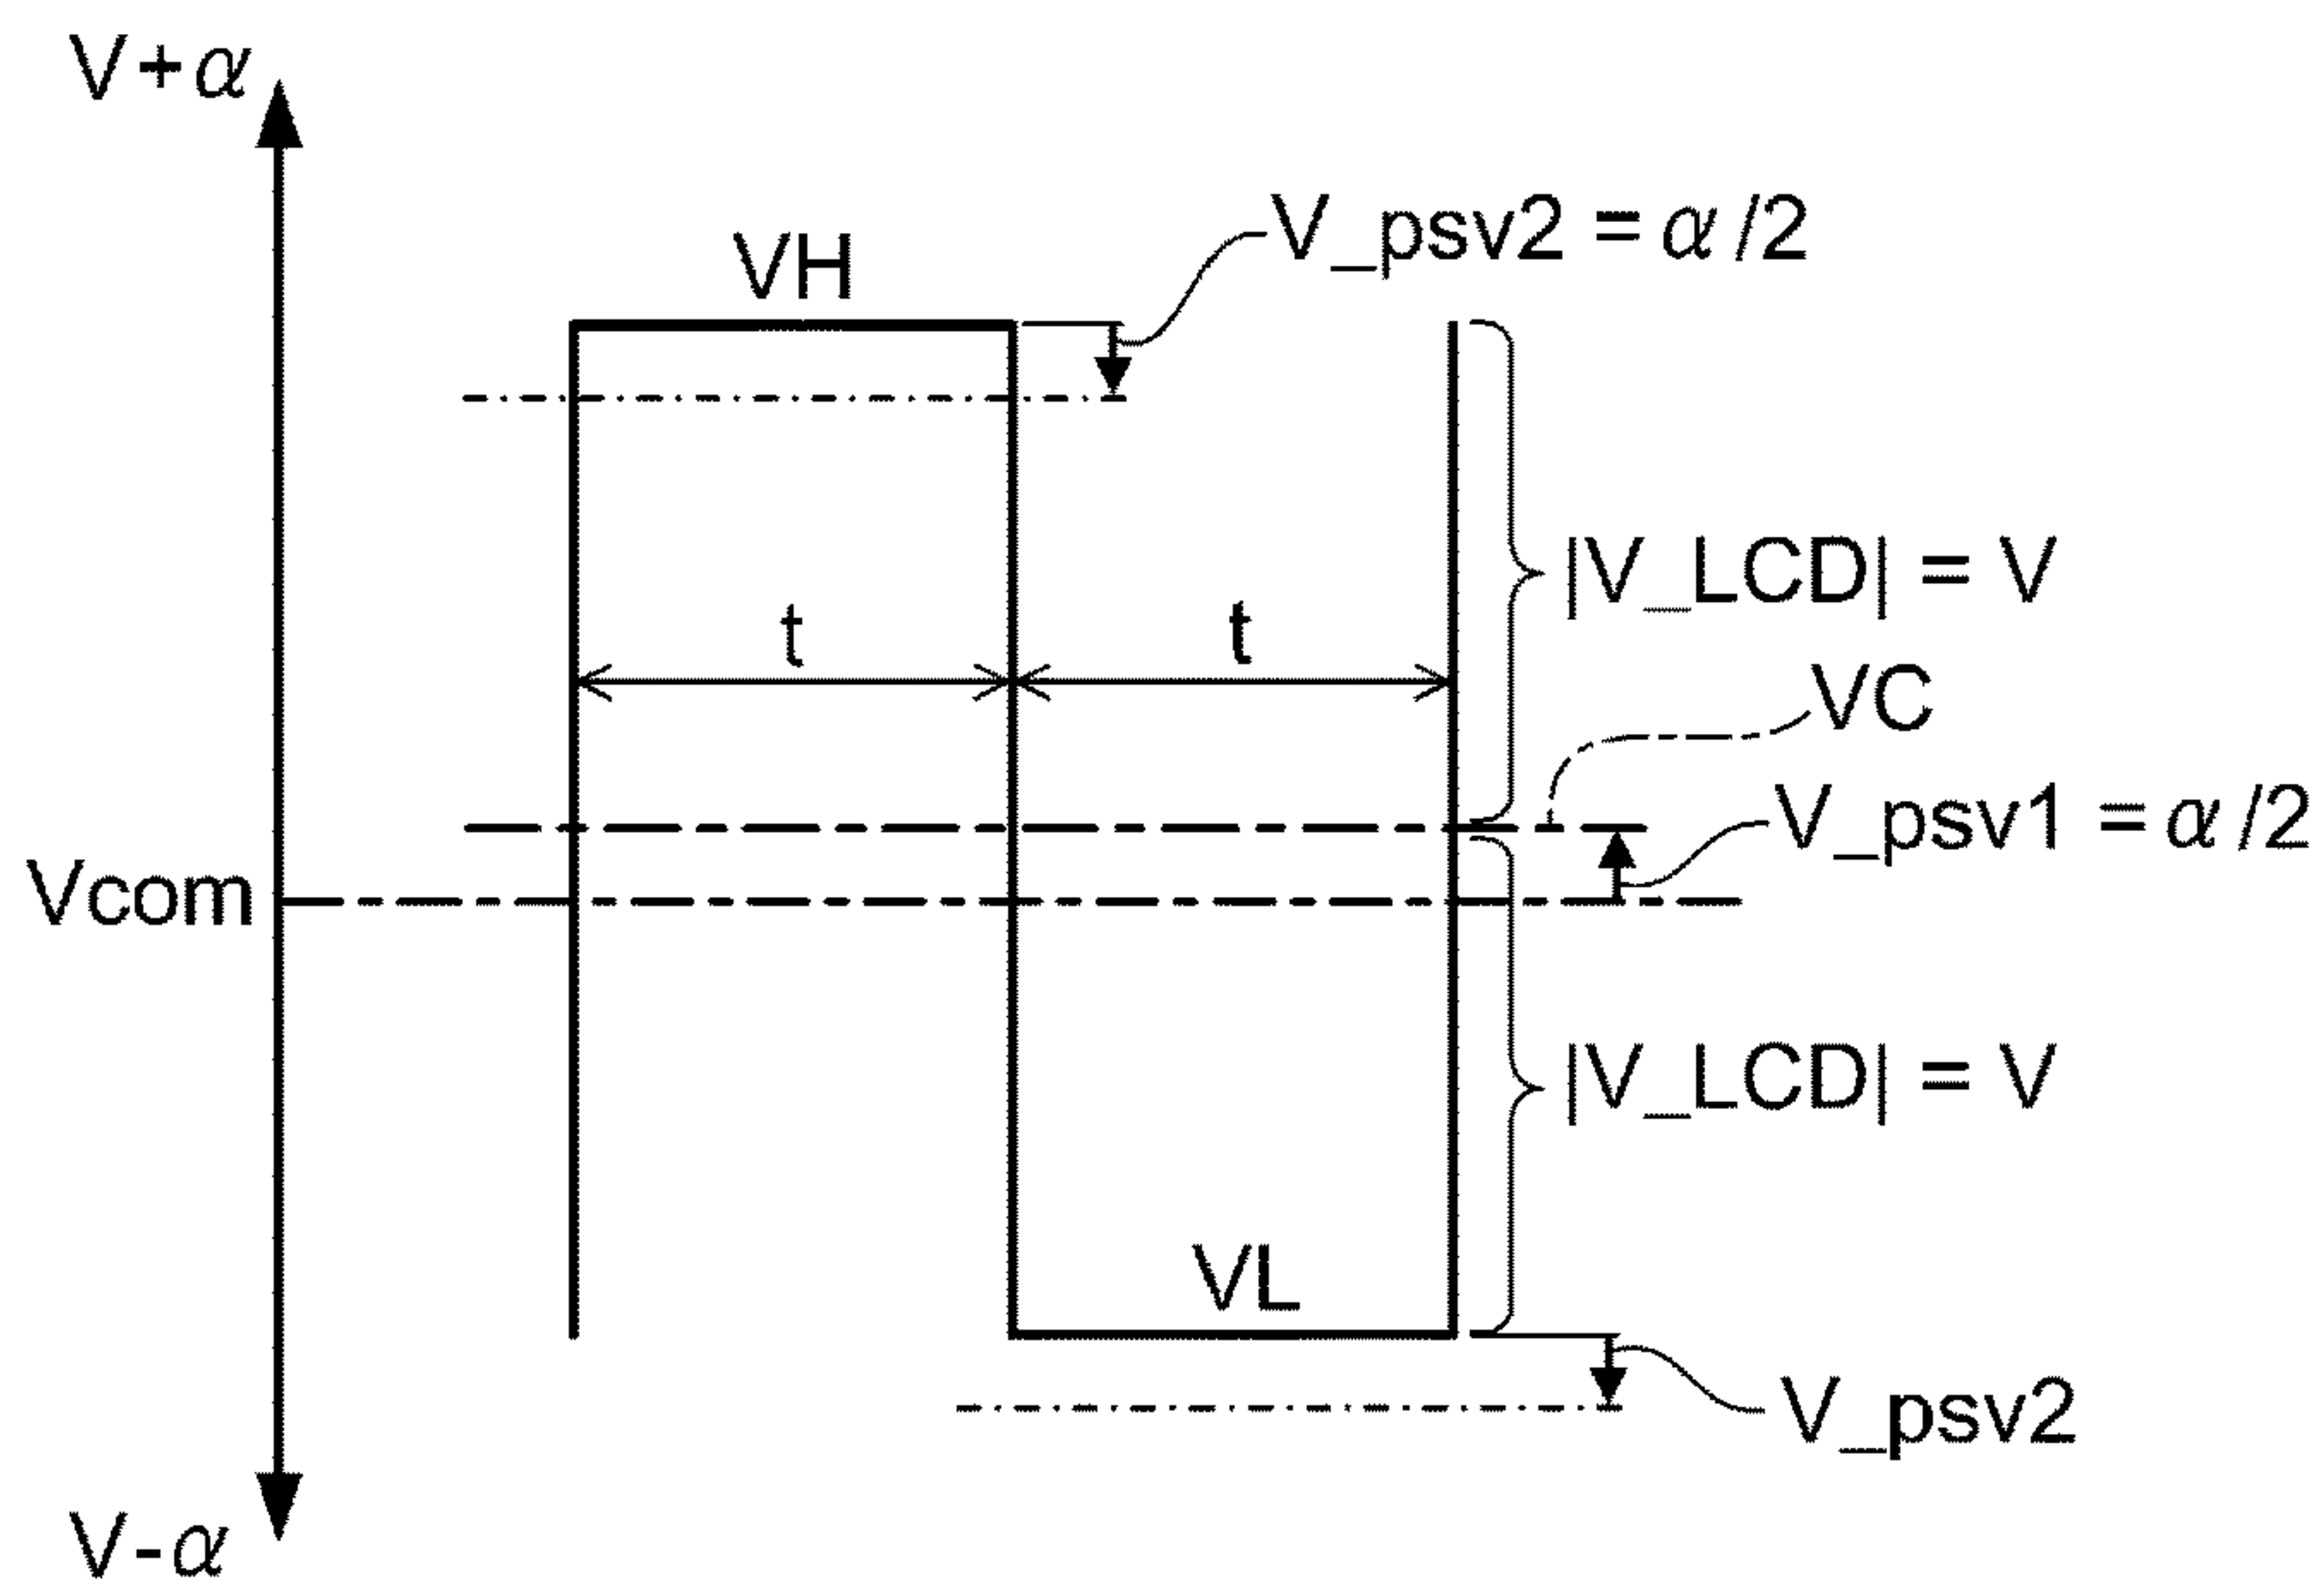 V+α
V_psv2 = α/2
VH
|V_LCD| = V
t
t
VC
V_psv1 = α/2
Vcom
|V_LCD| = V
VL
V_psv2
V-α